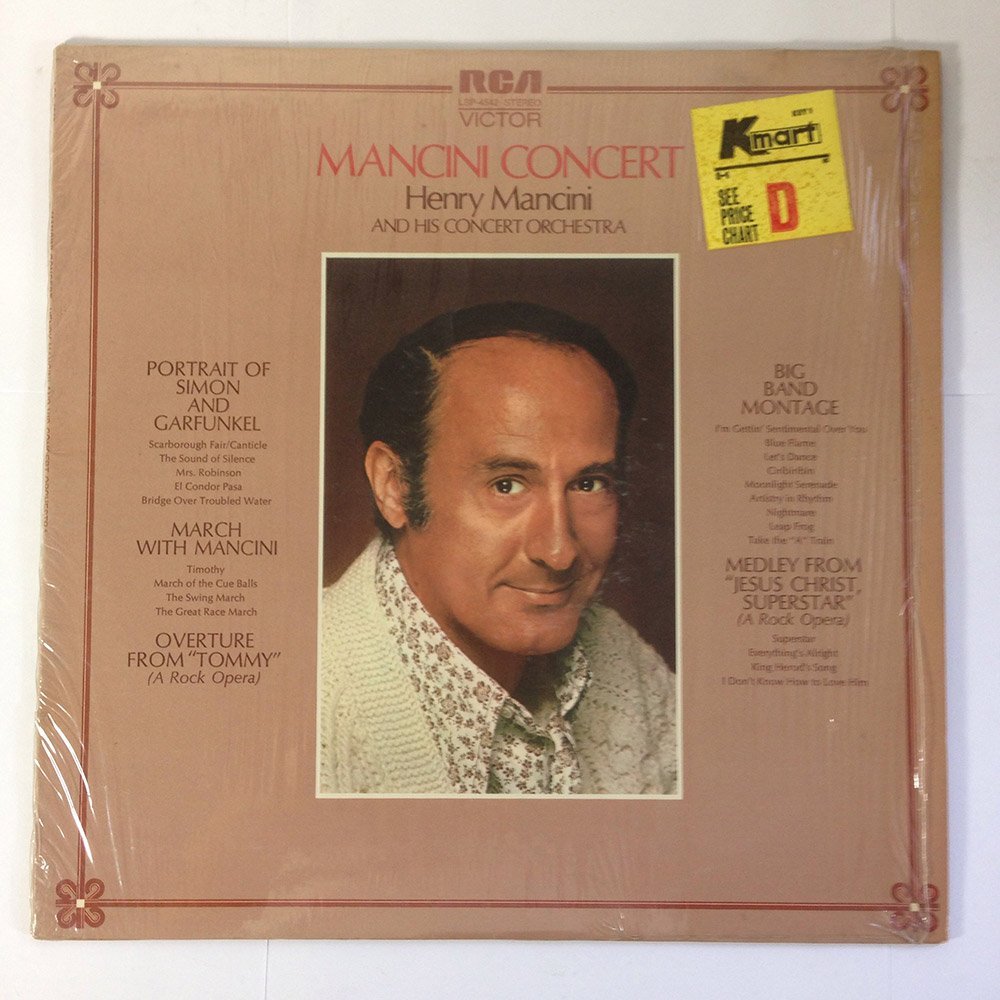 RCA
LSP-4542 STEREO
VICTOR
MANCINI CONCERT
Henry Mancini
AND HIS CONCERT ORCHESTRA
Kmart
SEE
PRICE
CHART
D
PORTRAIT OF
SIMON
AND
GARFUNKEL
Scarborough Fair/Canticle
The Sound of Silence
Mrs. Robinson
El Condor Pasa
Bridge Over Troubled Water
MARCH
WITH MANCINI
Timothy
March of the Cue Balls
The Swing March
The Great Race March
OVERTURE
FROM "TOMMY"
(A Rock Opera)
BIG
BAND
MONTAGE
I'm Gettin' Sentimental Over You
Blue Flame
Let's Dance
Ciribiribin
Moonlight Serenade
Artistry in Rhythm
Nightmare
Leap Frog
Take the "A" Train
MEDLEY FROM
"JESUS CHRIST,
SUPERSTAR"
(A Rock Opera)
Superstar
Everything's Alright
King Herod's Song
I Don't Know How to Love Him